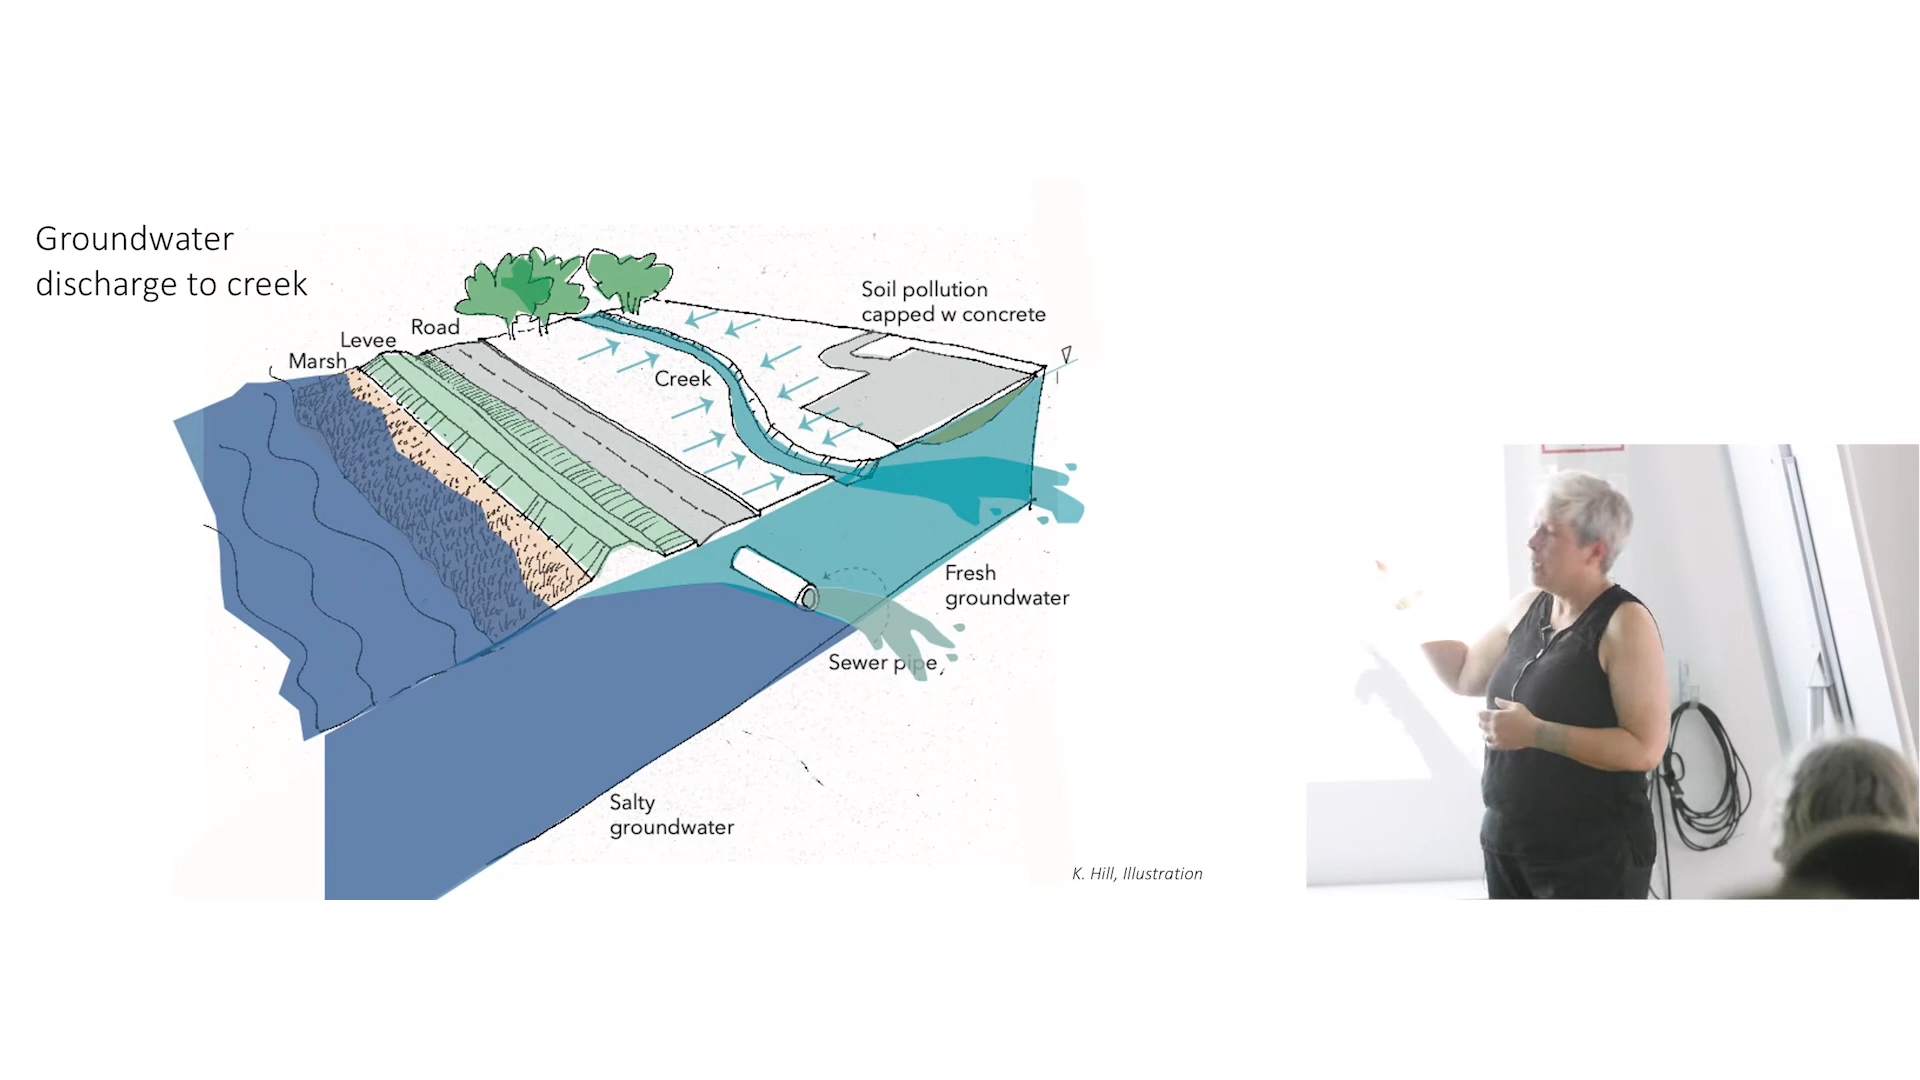 Groundwater
discharge to creek
Soil pollution
capped w concrete
Road
Levee
Marsh
Creek
Fresh
groundwater
Sewer pipe
Salty
groundwater
K. Hill, Illustration